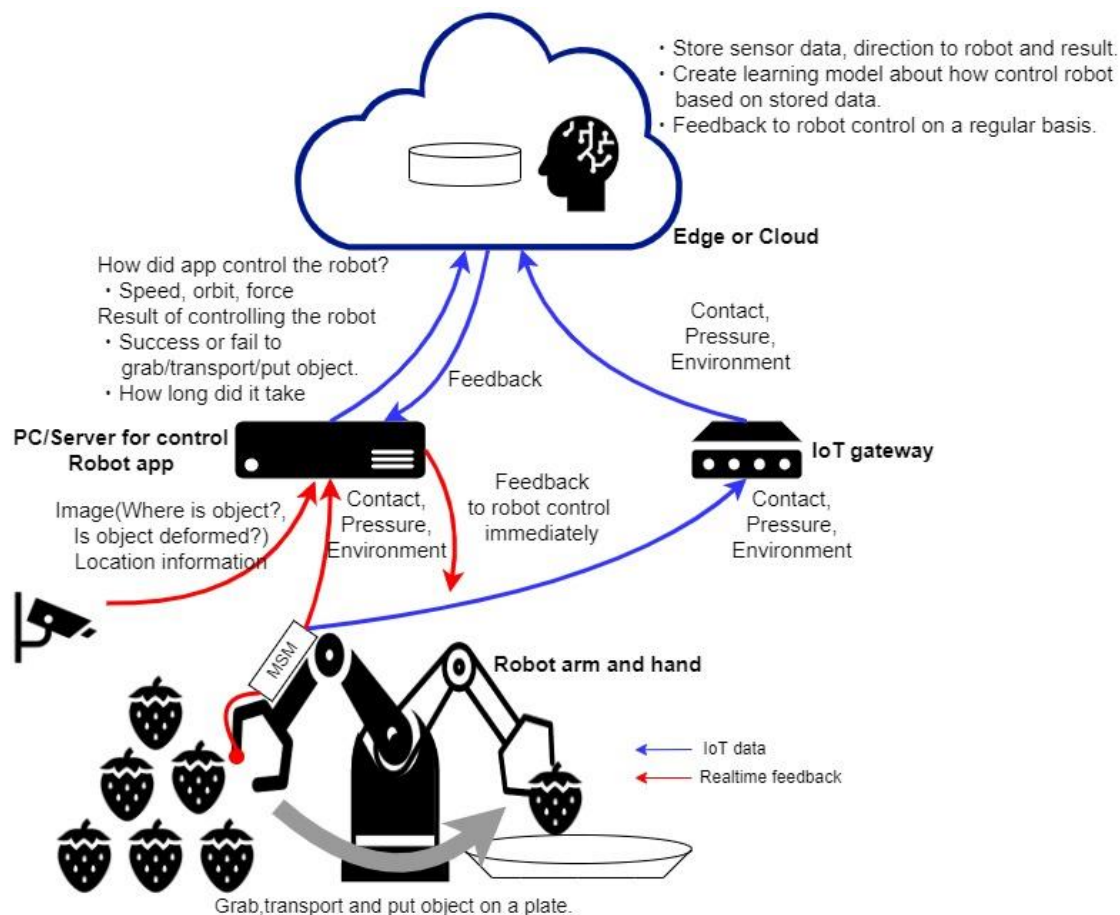 ・Store sensor data, direction to robot and result.
・Create learning model about how control robot
based on stored data.
・Feedback to robot control on a regular basis.
Edge or Cloud
How did app control the robot?
・Speed, orbit, force
Result of controlling the robot
・Success or fail to
grab/transport/put object.
・How long did it take
Feedback
Contact,
Pressure,
Environment
PC/Server for control
Robot app
IoT gateway
Image(Where is object?,
Is object deformed?)
Location information
Contact,
Pressure,
Environment
Feedback
to robot control
immediately
Contact,
Pressure,
Environment
MSM
Robot arm and hand
IoT data
Realtime feedback
Grab,transport and put object on a plate.